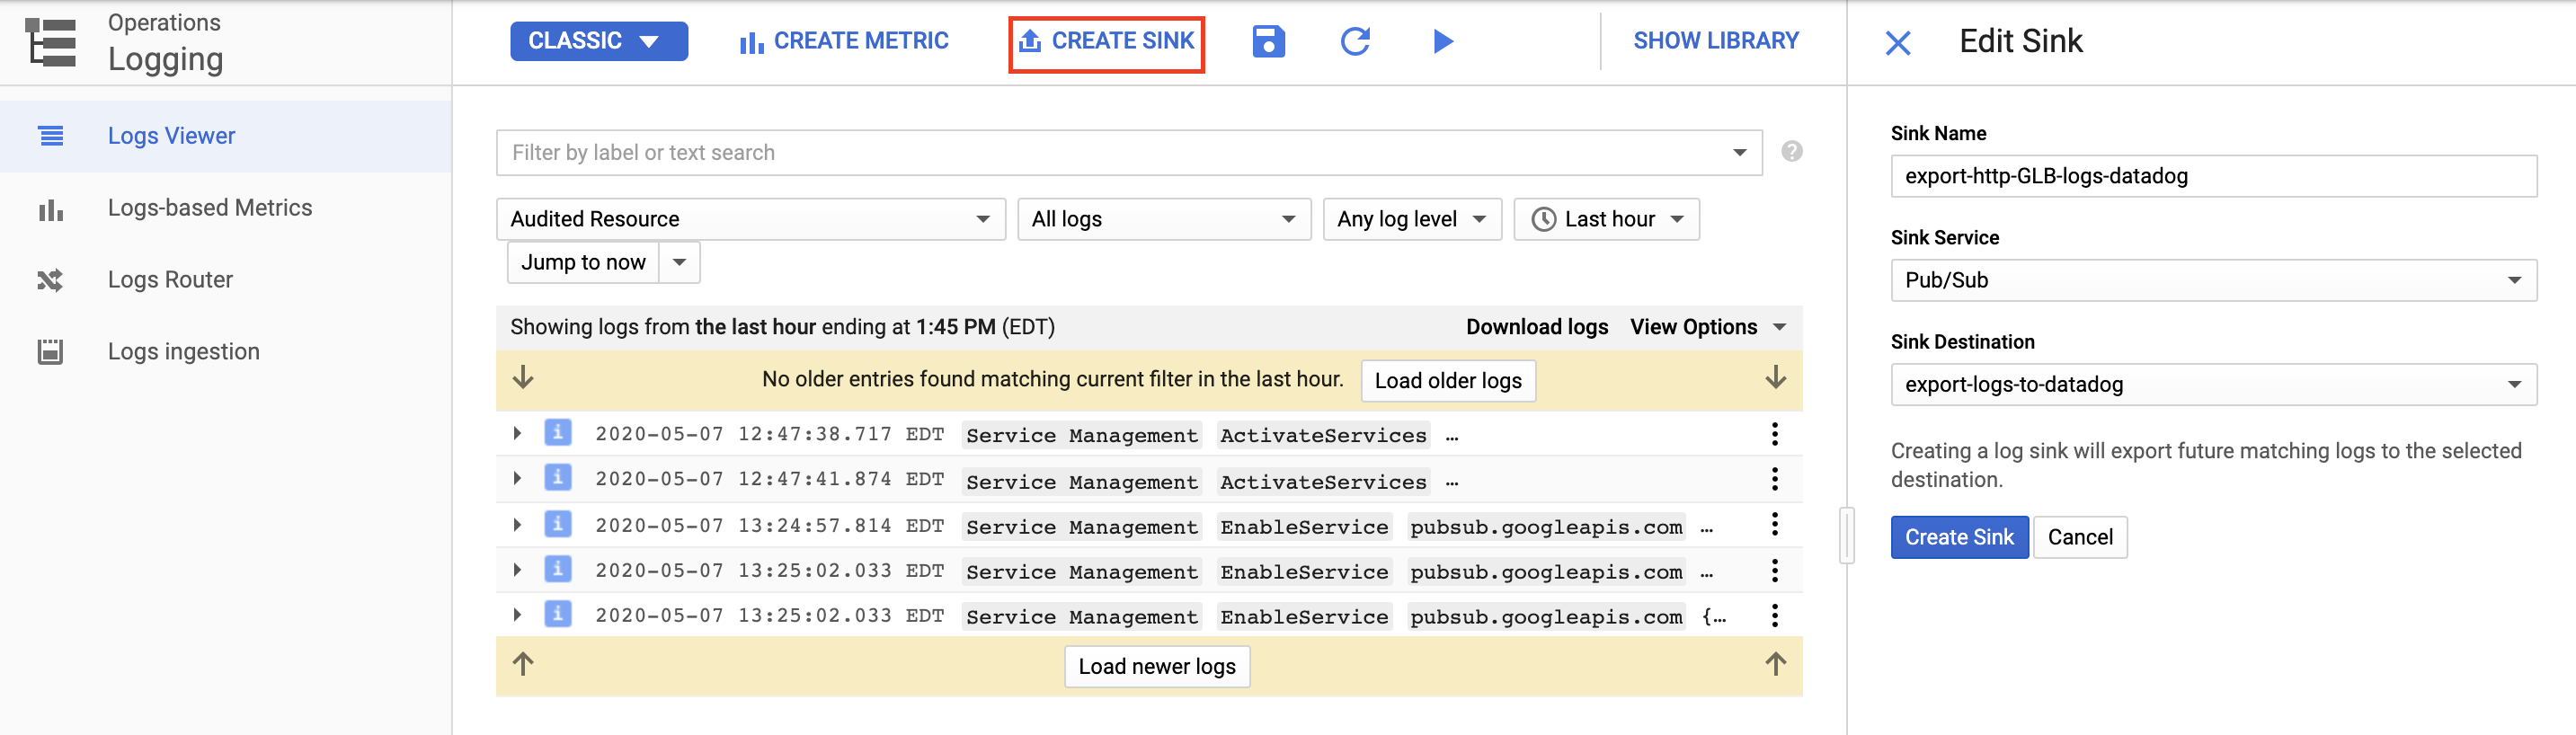 Operations
Logging
Logs Viewer
Logs-based Metrics
Logs Router
Logs ingestion
CLASSIC CREATE METRIC CREATE SINK SHOW LIBRARY
Filter by label or text search ?
Audited Resource All logs Any log level Last hour
Jump to now
Showing logs from the last hour ending at 1:45 PM (EDT) Download logs View Options
No older entries found matching current filter in the last hour. Load older logs
i 2020-05-07 12:47:38.717 EDT Service Management ActivateServices …
i 2020-05-07 12:47:41.874 EDT Service Management ActivateServices …
i 2020-05-07 13:24:57.814 EDT Service Management EnableService pubsub.googleapis.com …
i 2020-05-07 13:25:02.033 EDT Service Management EnableService pubsub.googleapis.com …
i 2020-05-07 13:25:02.033 EDT Service Management EnableService pubsub.googleapis.com {…
Load newer logs
Edit Sink
Sink Name
export-http-GLB-logs-datadog
Sink Service
Pub/Sub
Sink Destination
export-logs-to-datadog
Creating a log sink will export future matching logs to the selected
destination.
Create Sink Cancel